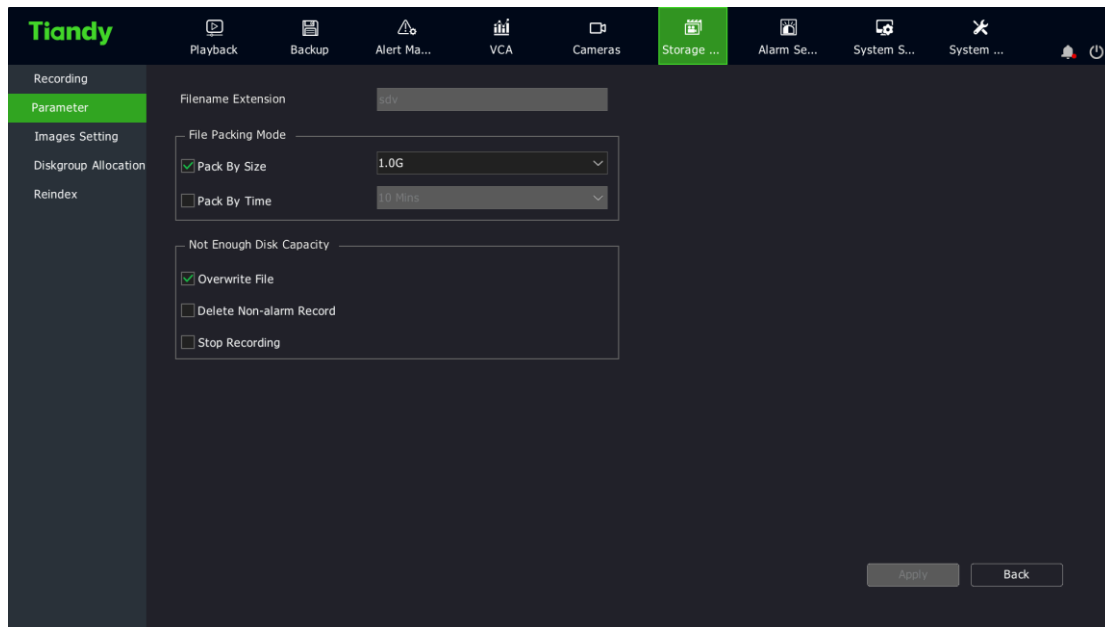 Tiandy
Playback Backup Alert Ma... VCA Cameras Storage ... Alarm Se... System S... System ...
Recording
Parameter
Images Setting
Diskgroup Allocation
Reindex
Filename Extension sdv
File Packing Mode
Pack By Size 1.0G
Pack By Time 10 Mins
Not Enough Disk Capacity
Overwrite File
Delete Non-alarm Record
Stop Recording
Apply Back